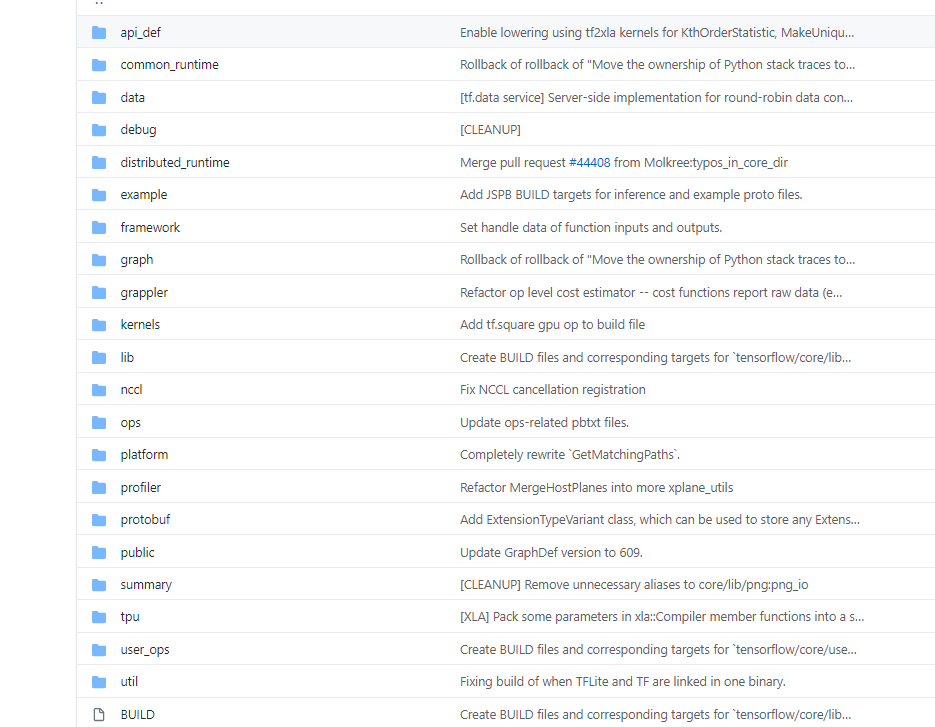 ..
api_def Enable lowering using tf2xla kernels for KthOrderStatistic, MakeUniqu...
common_runtime Rollback of rollback of "Move the ownership of Python stack traces to...
data [tf.data service] Server-side implementation for round-robin data con...
debug [CLEANUP]
distributed_runtime Merge pull request #44408 from Molkree:typos_in_core_dir
example Add JSPB BUILD targets for inference and example proto files.
framework Set handle data of function inputs and outputs.
graph Rollback of rollback of "Move the ownership of Python stack traces to...
grappler Refactor op level cost estimator -- cost functions report raw data (e...
kernels Add tf.square gpu op to build file
lib Create BUILD files and corresponding targets for `tensorflow/core/lib...
nccl Fix NCCL cancellation registration
ops Update ops-related pbtxt files.
platform Completely rewrite `GetMatchingPaths`.
profiler Refactor MergeHostPlanes into more xplane_utils
protobuf Add ExtensionTypeVariant class, which can be used to store any Extens...
public Update GraphDef version to 609.
summary [CLEANUP] Remove unnecessary aliases to core/lib/png:png_io
tpu [XLA] Pack some parameters in xla::Compiler member functions into a s...
user_ops Create BUILD files and corresponding targets for `tensorflow/core/use...
util Fixing build of when TFLite and TF are linked in one binary.
BUILD Create BUILD files and corresponding targets for `tensorflow/core/lib...